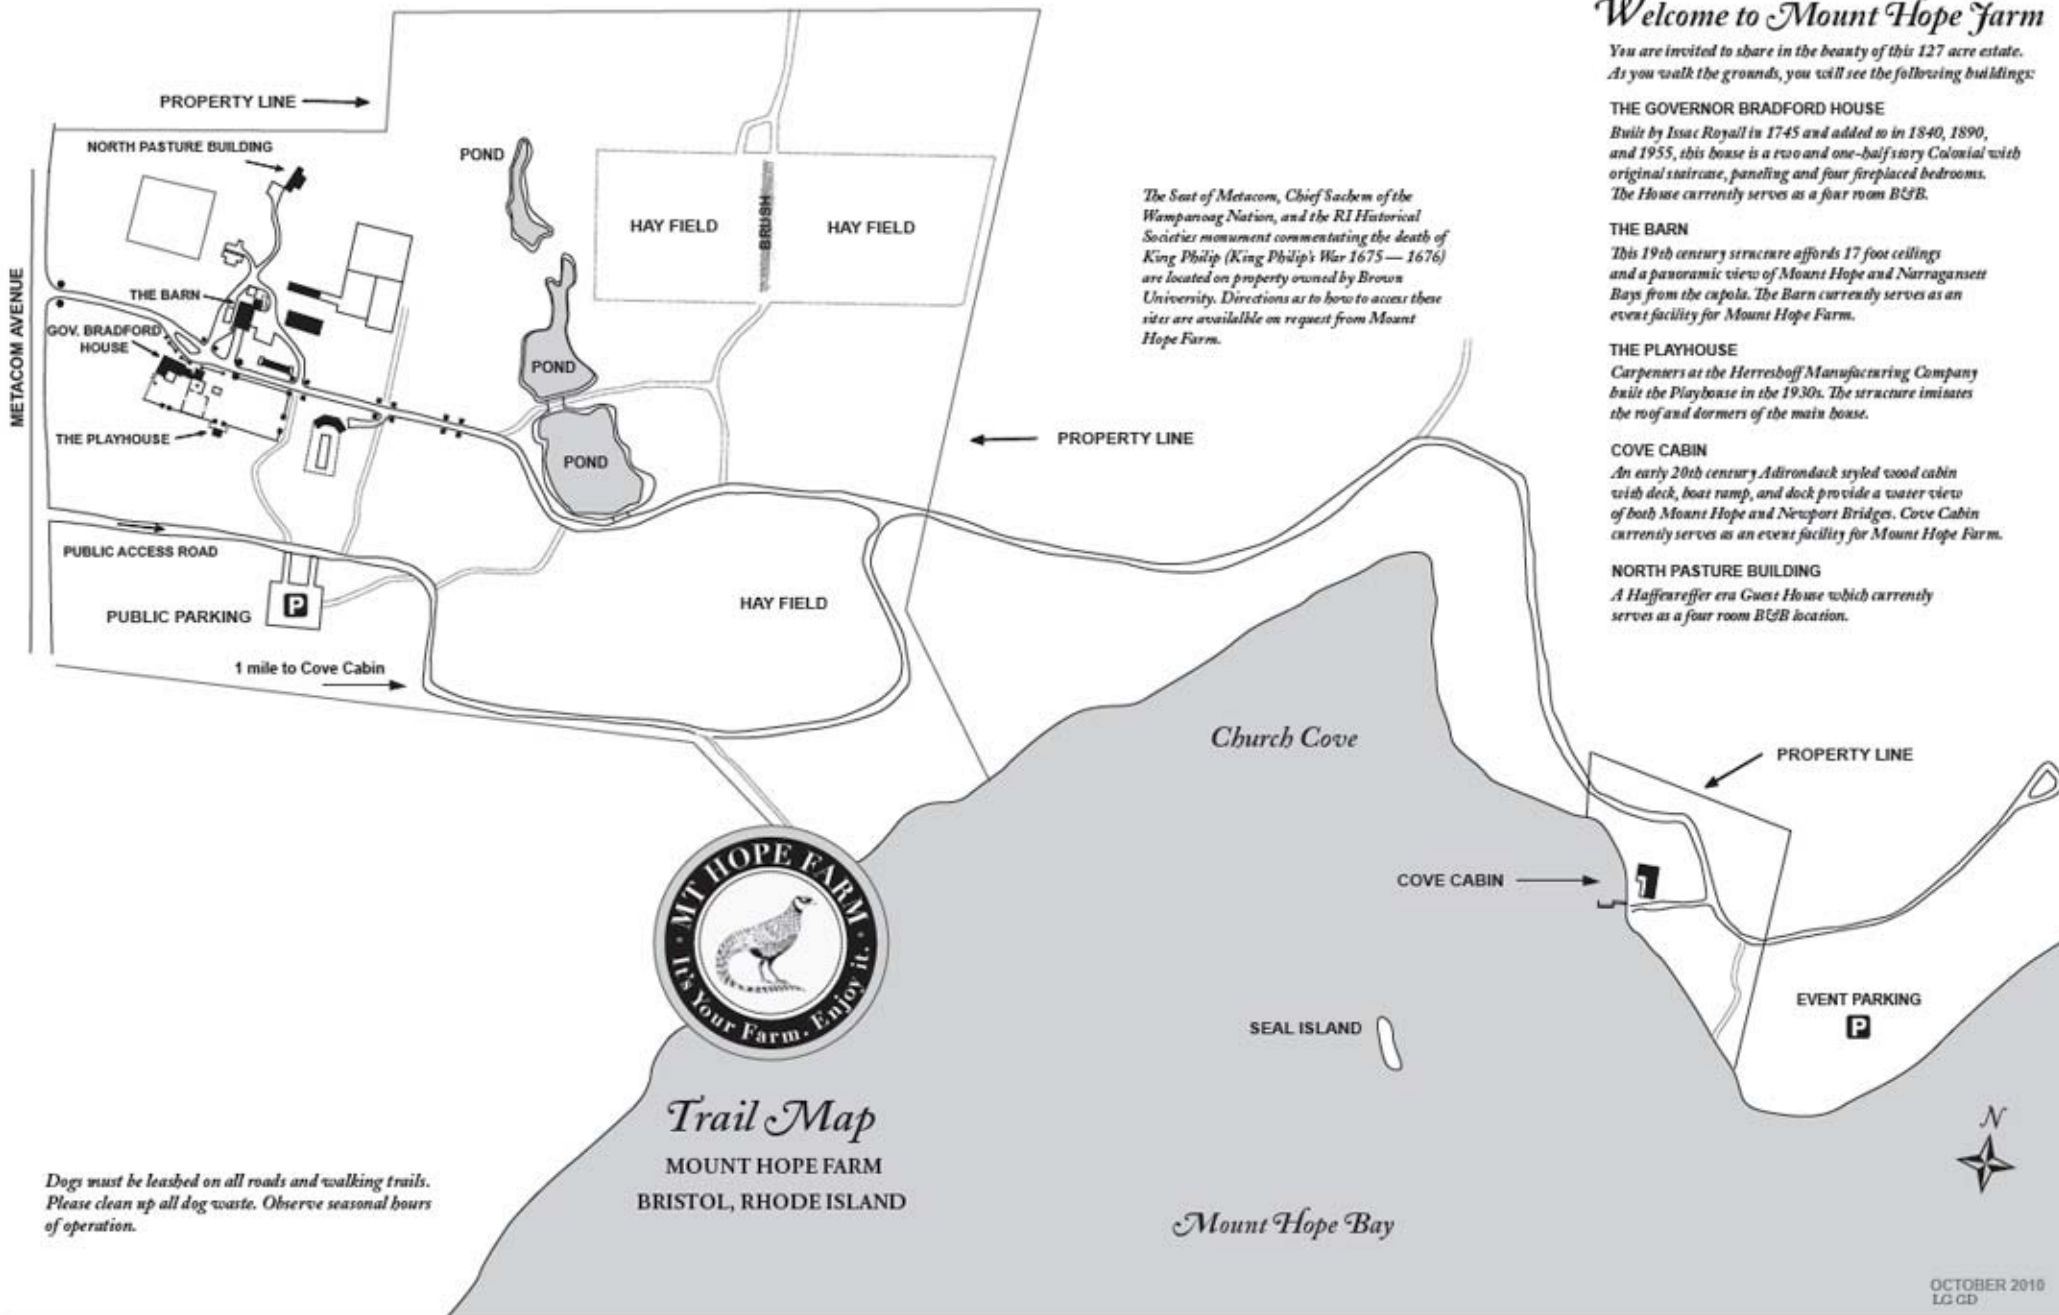 Welcome to Mount Hope Farm
You are invited to share in the beauty of this 127 acre estate.
As you walk the grounds, you will see the following buildings:
THE GOVERNOR BRADFORD HOUSE
Built by Issac Royall in 1745 and added to in 1840, 1890,
and 1955, this house is a two and one-half story Colonial with
original staircase, paneling and four fireplaced bedrooms.
The House currently serves as a four room B&B.
THE BARN
This 19th century structure affords 17 foot ceilings
and a panoramic view of Mount Hope and Narragansett
Bays from the cupola. The Barn currently serves as an
event facility for Mount Hope Farm.
THE PLAYHOUSE
Carpenters at the Herreshoff Manufacturing Company
built the Playhouse in the 1930s. The structure imitates
the roof and dormers of the main house.
COVE CABIN
An early 20th century Adirondack styled wood cabin
with deck, boat ramp, and dock provide a water view
of both Mount Hope and Newport Bridges. Cove Cabin
currently serves as an event facility for Mount Hope Farm.
NORTH PASTURE BUILDING
A Haffenreffer era Guest House which currently
serves as a four room B&B location.
PROPERTY LINE
NORTH PASTURE BUILDING
POND
HAY FIELD
BRUSH
HAY FIELD
The Seat of Metacom, Chief Sachem of the
Wampanoag Nation, and the RI Historical
Societies monument commentating the death of
King Philip (King Philip's War 1675 — 1676)
are located on property owned by Brown
University. Directions as to how to access these
sites are availalble on request from Mount
Hope Farm.
METACOM AVENUE
THE BARN
GOV. BRADFORD
HOUSE
POND
THE PLAYHOUSE
POND
PROPERTY LINE
PUBLIC ACCESS ROAD
PUBLIC PARKING
P
HAY FIELD
1 mile to Cove Cabin
Church Cove
PROPERTY LINE
COVE CABIN
MT HOPE FARM
It's Your Farm. Enjoy it.
SEAL ISLAND
EVENT PARKING
P
Trail Map
MOUNT HOPE FARM
BRISTOL, RHODE ISLAND
N
Dogs must be leashed on all roads and walking trails.
Please clean up all dog waste. Observe seasonal hours
of operation.
Mount Hope Bay
OCTOBER 2010
LG GD